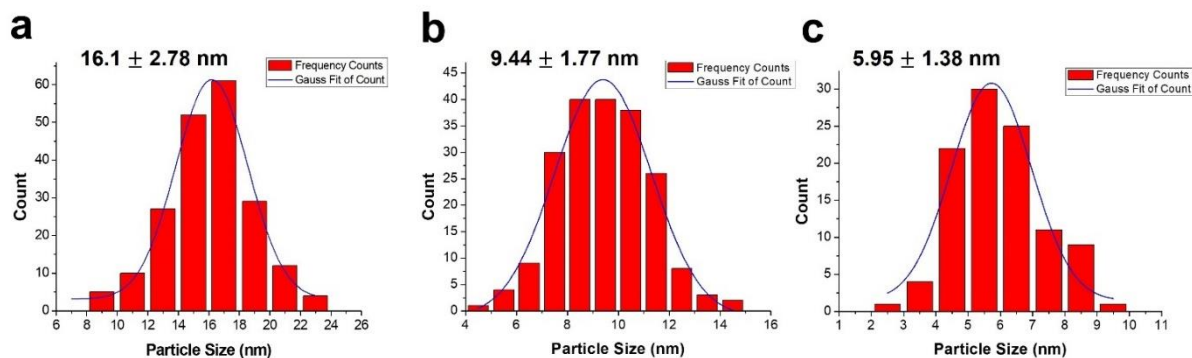 a
16.1 ± 2.78 nm
Frequency Counts
Gauss Fit of Count
60
50
40
30
20
10
0
Count
6 8 10 12 14 16 18 20 22 24 26
Particle Size (nm)
b
9.44 ± 1.77 nm
Frequency Counts
Gauss Fit of Count
45
40
35
30
25
20
15
10
5
0
Count
4 6 8 10 12 14 16
Particle Size (nm)
c
5.95 ± 1.38 nm
Frequency Counts
Gauss Fit of Count
30
25
20
15
10
5
0
Count
1 2 3 4 5 6 7 8 9 10 11
Particle Size (nm)